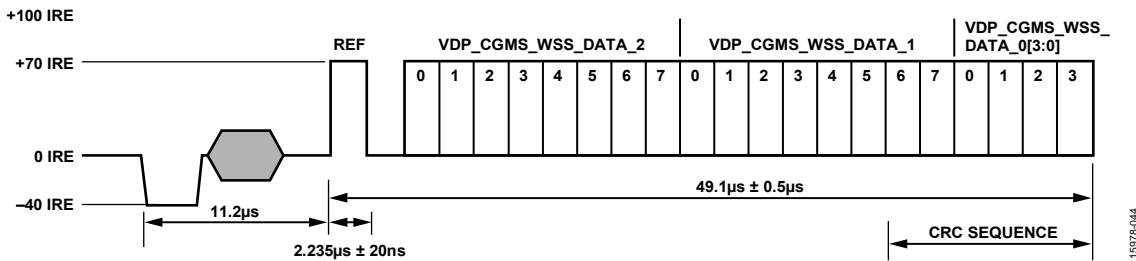 +100 IRE
REF
VDP_CGMS_WSS_DATA_2
VDP_CGMS_WSS_DATA_1
VDP_CGMS_WSS_
DATA_0[3:0]
+70 IRE
0 1 2 3 4 5 6 7 0 1 2 3 4 5 6 7 0 1 2 3
0 IRE
–40 IRE
11.2µs
49.1µs ± 0.5µs
2.235µs ± 20ns
CRC SEQUENCE
15978-044